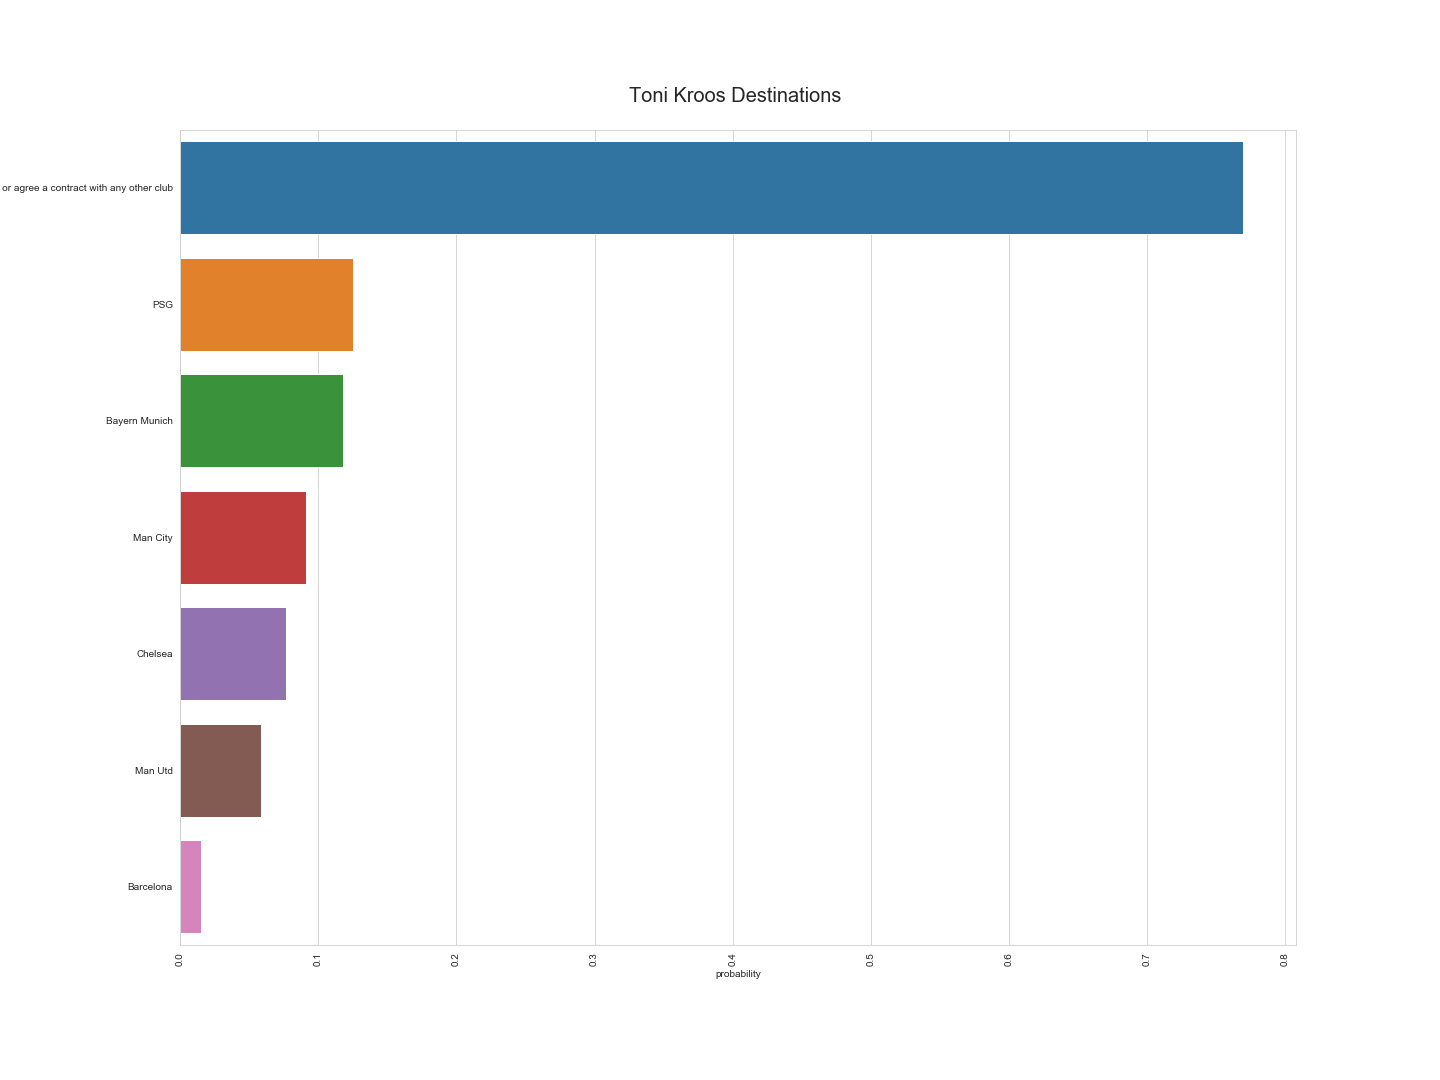 Toni Kroos Destinations
or agree a contract with any other club
PSG
Bayern Munich
Man City
Chelsea
Man Utd
Barcelona
0.0 0.1 0.2 0.3 0.4 0.5 0.6 0.7 0.8
probability